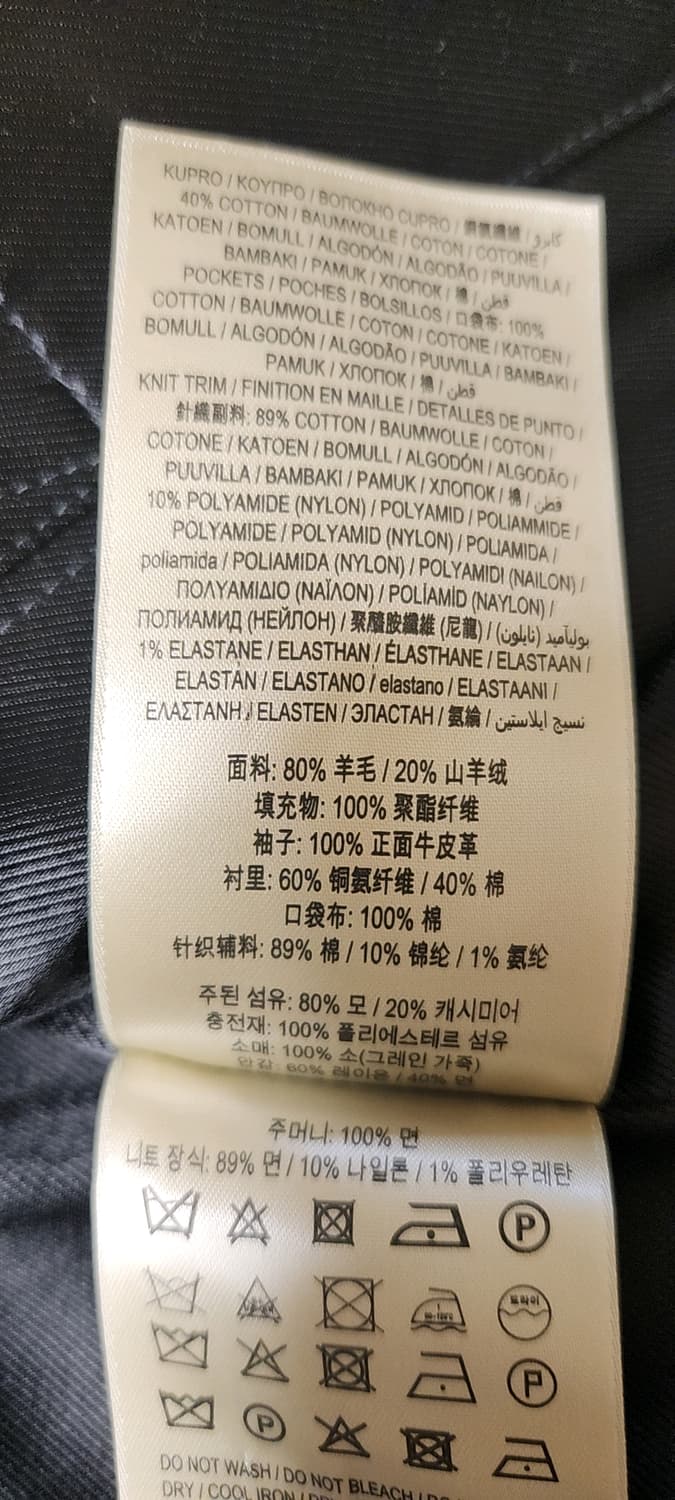 KUPRO / ΚΟΥΠΡΟ / ВОЛОКНО CUPRO / 銅氨纖維 / كابرو
40% COTTON / BAUMWOLLE / COTON / COTONE /
KATOEN / BOMULL / ALGODÓN / ALGODÃO / PUUVILLA /
BAMBAKI / PAMUK / ХЛОПОК / 棉 / قطن
POCKETS / POCHES / BOLSILLOS / 口袋布: 100%
COTTON / BAUMWOLLE / COTON / COTONE / KATOEN /
BOMULL / ALGODÓN / ALGODÃO / PUUVILLA / BAMBAKI /
PAMUK / ХЛОПОК / 棉 / قطن
KNIT TRIM / FINITION EN MAILLE / DETALLES DE PUNTO /
針織副料: 89% COTTON / BAUMWOLLE / COTON /
COTONE / KATOEN / BOMULL / ALGODÓN / ALGODÃO /
PUUVILLA / BAMBAKI / PAMUK / ХЛОПОК / 棉 / قطن
10% POLYAMIDE (NYLON) / POLYAMID / POLIAMMIDE /
POLYAMIDE / POLYAMID (NYLON) / POLIAMIDA /
poliamida / POLIAMIDA (NYLON) / POLYAMIDI (NAILON) /
ΠΟΛΥΑΜΙΔΙΟ (ΝΑΪΛΟΝ) / POLİAMİD (NAYLON) /
ПОЛИАМИД (НЕЙЛОН) / 聚醯胺纖維 (尼龍) / بوليأميد (نايلون)
1% ELASTANE / ELASTHAN / ÉLASTHANE / ELASTAAN /
ELASTAN / ELASTANO / elastano / ELASTAANI /
ΕΛΑΣΤΑΝΗ / ELASTEN / ЭЛАСТАН / 氨綸 / نسيج ايلاستين
面料: 80% 羊毛 / 20% 山羊绒
填充物: 100% 聚酯纤维
袖子: 100% 正面牛皮革
衬里: 60% 铜氨纤维 / 40% 棉
口袋布: 100% 棉
针织辅料: 89% 棉 / 10% 锦纶 / 1% 氨纶
주된 섬유: 80% 모 / 20% 캐시미어
충전재: 100% 폴리에스테르 섬유
소매: 100% 소(그레인 가죽)
안감: 60% 레이온 / 40% 면
주머니: 100% 면
니트 장식: 89% 면 / 10% 나일론 / 1% 폴리우레탄
P
드라이
P
P
DO NOT WASH / DO NOT BLEACH /
DRY / COOL IRON /